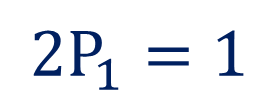 2P₁ = 1